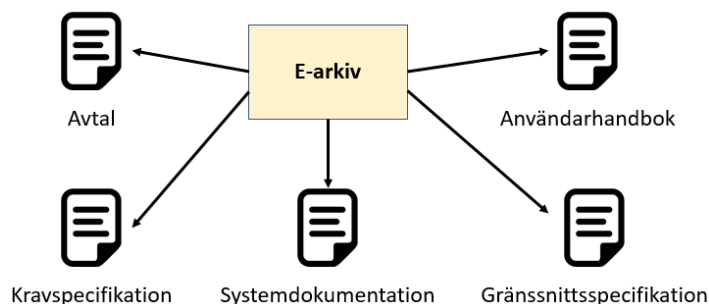 E-arkiv
Avtal
Användarhandbok
Kravspecifikation
Systemdokumentation
Gränssnittsspecifikation